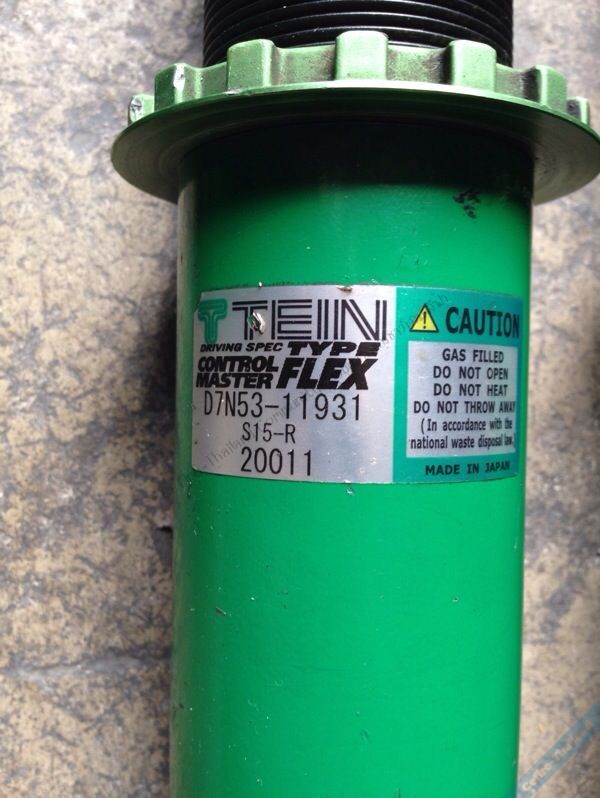 TEIN
DRIVING SPEC TYPE
CONTROL
MASTER FLEX
D7N53-11931
S15-R
20011
CAUTION
GAS FILLED
DO NOT OPEN
DO NOT HEAT
DO NOT THROW AWAY
(In accordance with the
national waste disposal law.
MADE IN JAPAN